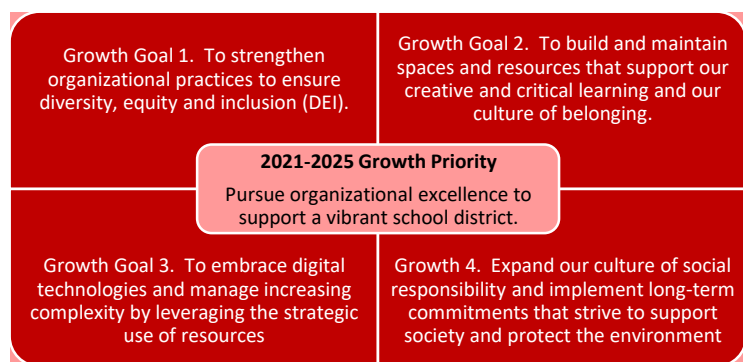 Growth Goal 1.  To strengthen
organizational practices to ensure
diversity, equity and inclusion (DEI).
Growth Goal 2.  To build and maintain
spaces and resources that support our
creative and critical learning and our
culture of belonging.
2021-2025 Growth Priority
Pursue organizational excellence to
support a vibrant school district.
Growth Goal 3.  To embrace digital
technologies and manage increasing
complexity by leveraging the strategic
use of resources
Growth 4.  Expand our culture of social
responsibility and implement long-term
commitments that strive to support
society and protect the environment